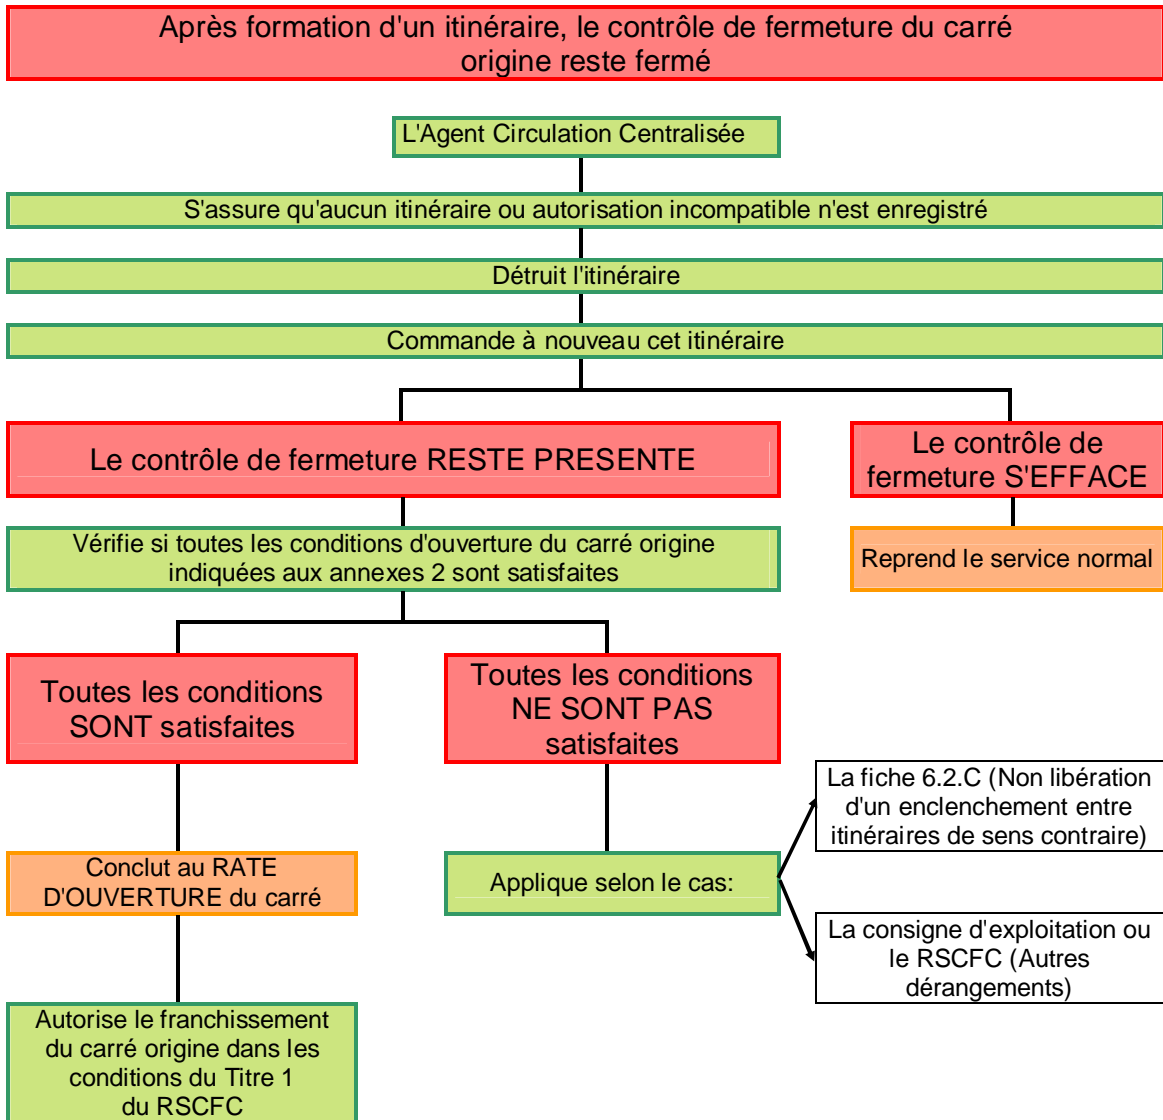 Après formation d'un itinéraire, le contrôle de fermeture du carré
origine reste fermé
L'Agent Circulation Centralisée
S'assure qu'aucun itinéraire ou autorisation incompatible n'est enregistré
Détruit l'itinéraire
Commande à nouveau cet itinéraire
Le contrôle de fermeture RESTE PRESENTE
Le contrôle de
fermeture S'EFFACE
Vérifie si toutes les conditions d'ouverture du carré origine
indiquées aux annexes 2 sont satisfaites
Reprend le service normal
Toutes les conditions
SONT satisfaites
Toutes les conditions
NE SONT PAS
satisfaites
La fiche 6.2.C (Non libération
d'un enclenchement entre
itinéraires de sens contraire)
Conclut au RATE
D'OUVERTURE du carré
Applique selon le cas:
La consigne d'exploitation ou
le RSCFC (Autres
dérangements)
Autorise le franchissement
du carré origine dans les
conditions du Titre 1
du RSCFC